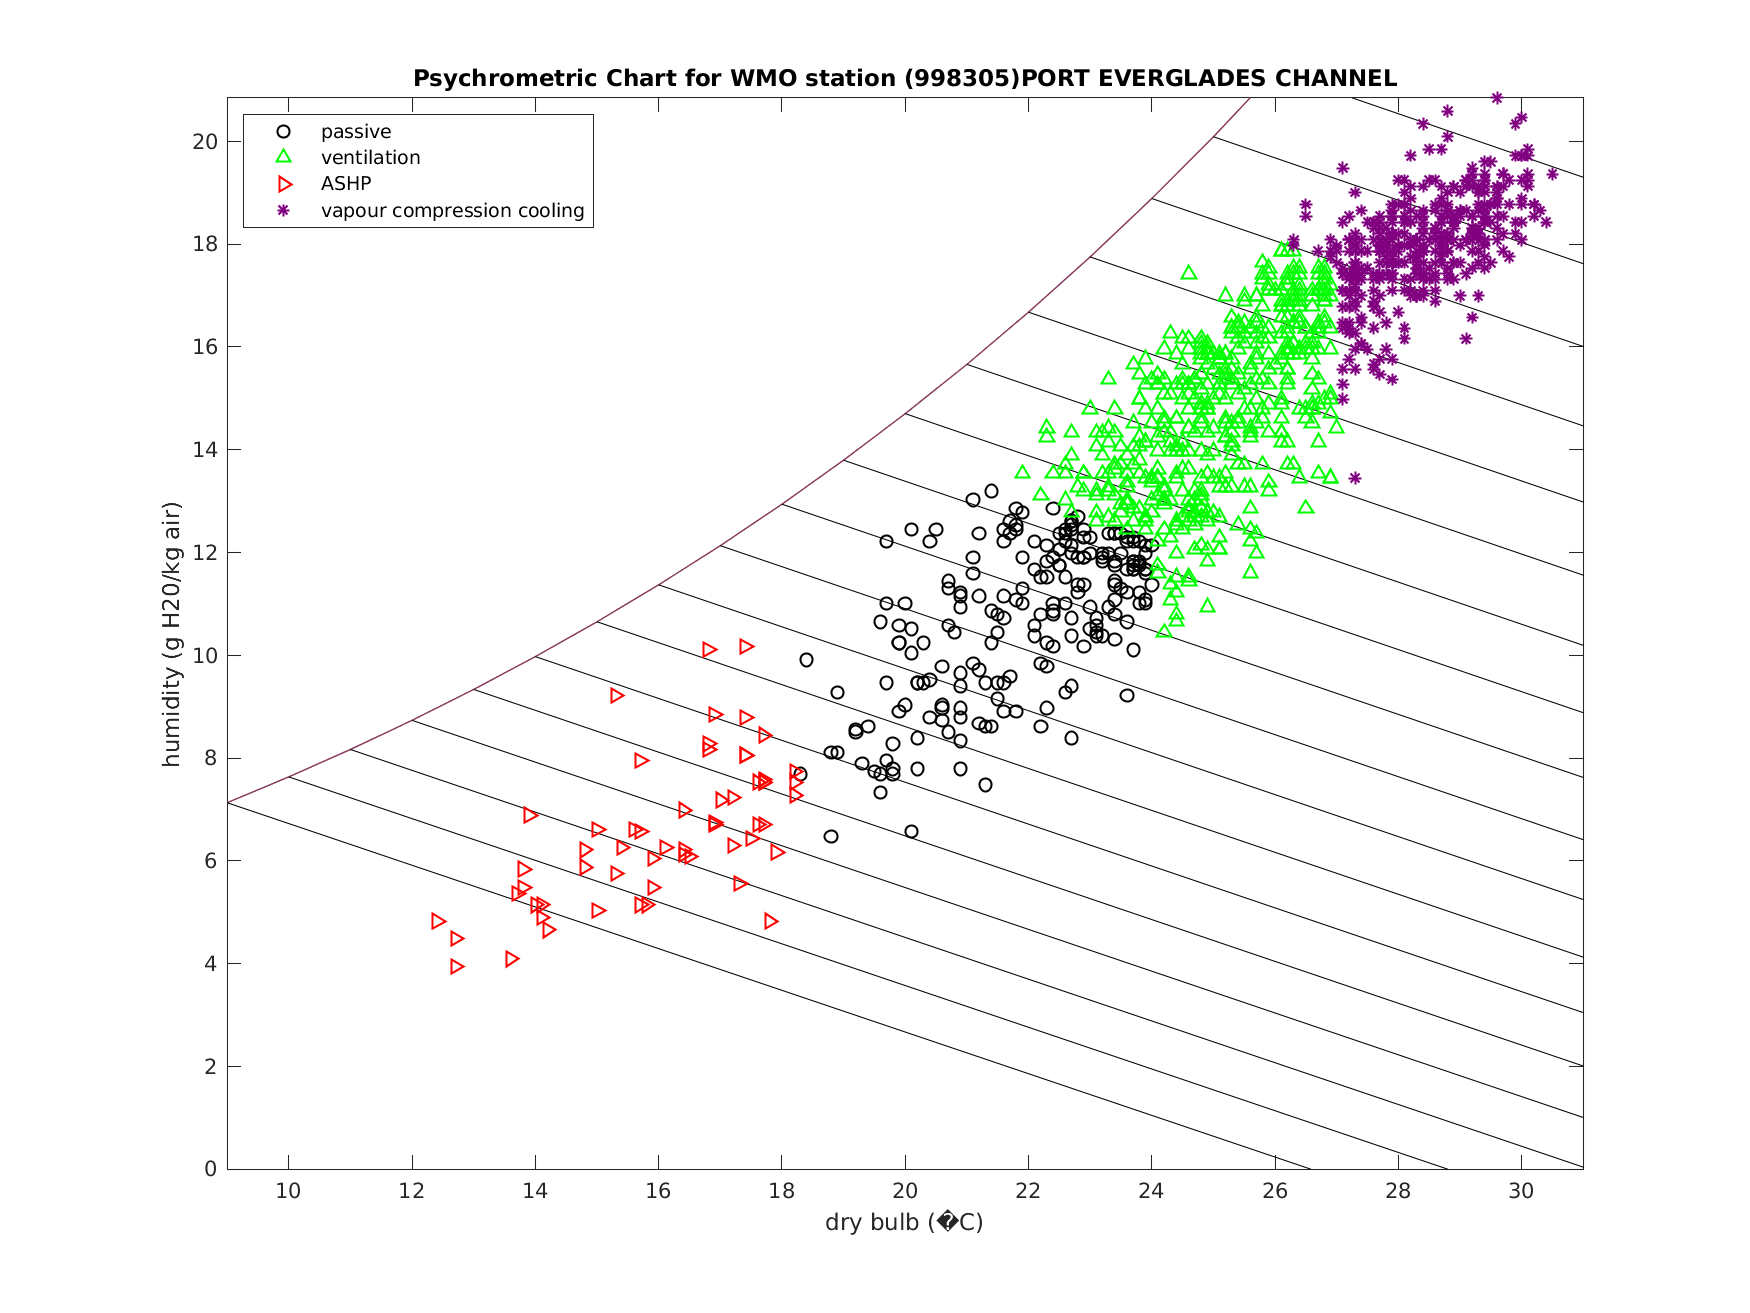 Psychrometric Chart for WMO station (998305)PORT EVERGLADES CHANNEL
passive
ventilation
ASHP
vapour compression cooling
20
18
16
14
12
10
8
6
4
2
0
humidity (g H20/kg air)
10 12 14 16 18 20 22 24 26 28 30
dry bulb (�C)